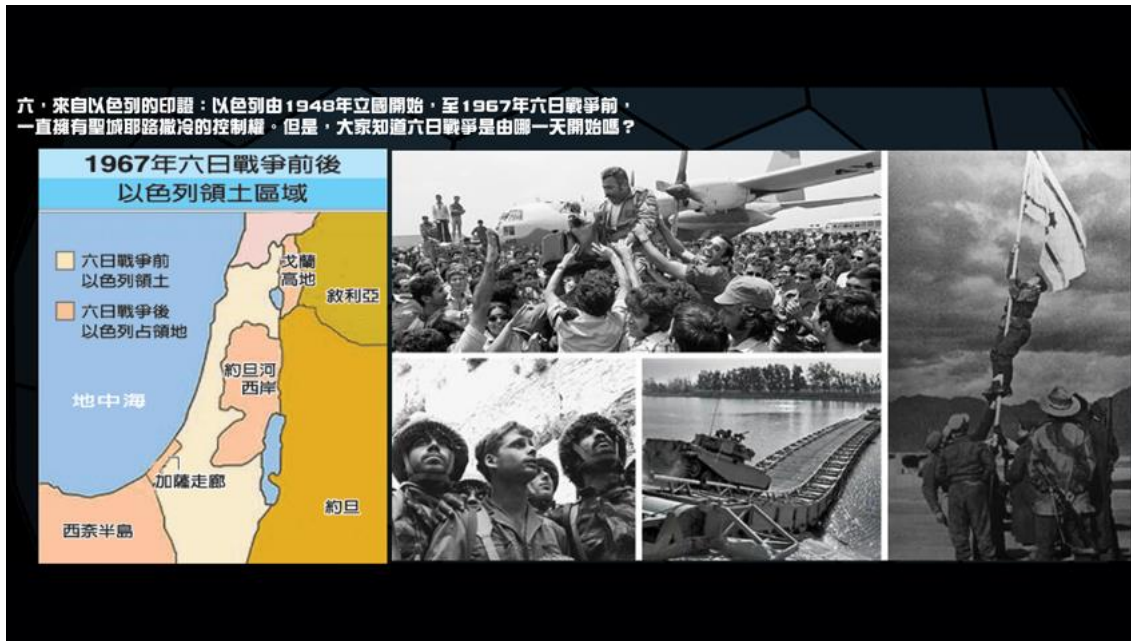 六，來自以色列的印證：以色列由1948年立國開始，至1967年六日戰爭前，
一直擁有聖城耶路撒冷的控制權。但是，大家知道六日戰爭是由哪一天開始嗎？
1967年六日戰爭前後
以色列領土區域
六日戰爭前
以色列領土
六日戰爭後
以色列占領地
戈蘭
高地
敘利亞
約旦河
西岸
地中海
加薩走廊
約旦
西奈半島